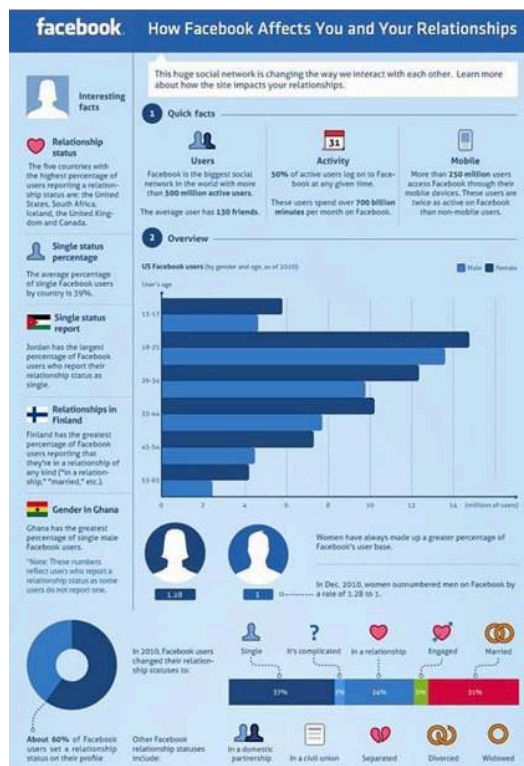 facebook
How Facebook Affects You and Your Relationships
This huge social network is changing the way we interact with each other. Learn more
about how the site impacts your relationships.
Interesting
facts
Relationship
status
The five countries with
the highest percentage of
users reporting a relation-
ship status are: the United
States, South Africa,
Iceland, the United King-
dom and Canada.
Single status
percentage
The average percentage
of single Facebook users
by country is 39%.
Single status
report
Jordan has the largest
percentage of Facebook
users who report their
relationship status as
single.
Relationships in
Finland
Finland has the greatest
percentage of Facebook
users reporting that
they're in a relationship of
any kind ("in a relation-
ship," "married," etc.).
Gender in Ghana
Ghana has the greatest
percentage of single male
Facebook users.
*Note: These numbers
reflect users who report a
relationship status as some
users do not report one.
1 Quick facts
Users
Facebook is the biggest social
network in the world with more
than 500 million active users.
The average user has 130 friends.
31
Activity
50% of active users log on to Face-
book at any given time.
These users spend over 700 billion
minutes per month on Facebook.
Mobile
More than 250 million users
access Facebook through their
mobile devices. These users are
twice as active on Facebook
than non-mobile users.
2 Overview
US Facebook users (by gender and age, as of 2010)
Male Female
User's age
35-44
45-54
0 2 4 6 8 10 12 14 (millions of users)
1.28
1
Women have always made up a greater percentage of
Facebook's user base.
In Dec. 2010, women outnumbered men on Facebook by
a rate of 1.28 to 1.
About 60% of Facebook
users set a relationship
status on their profile
In 2010, Facebook users
changed their relation-
ship statuses to:
Single It's complicated In a relationship Engaged Married
37% 24% 31%
Other Facebook
relationship statuses
include:
In a domestic
partnership
In a civil union
Separated
Divorced
Widowed